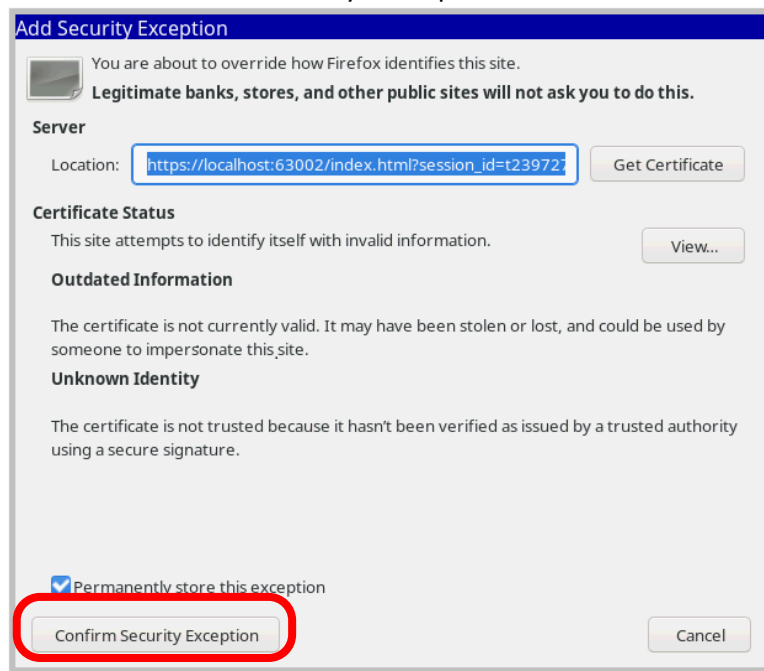 Add Security Exception
You are about to override how Firefox identifies this site.
Legitimate banks, stores, and other public sites will not ask you to do this.
Server
Location: https://localhost:63002/index.html?session_id=t239727 Get Certificate
Certificate Status
This site attempts to identify itself with invalid information. View...
Outdated Information
The certificate is not currently valid. It may have been stolen or lost, and could be used by
someone to impersonate this site.
Unknown Identity
The certificate is not trusted because it hasn't been verified as issued by a trusted authority
using a secure signature.
Permanently store this exception
Confirm Security Exception Cancel